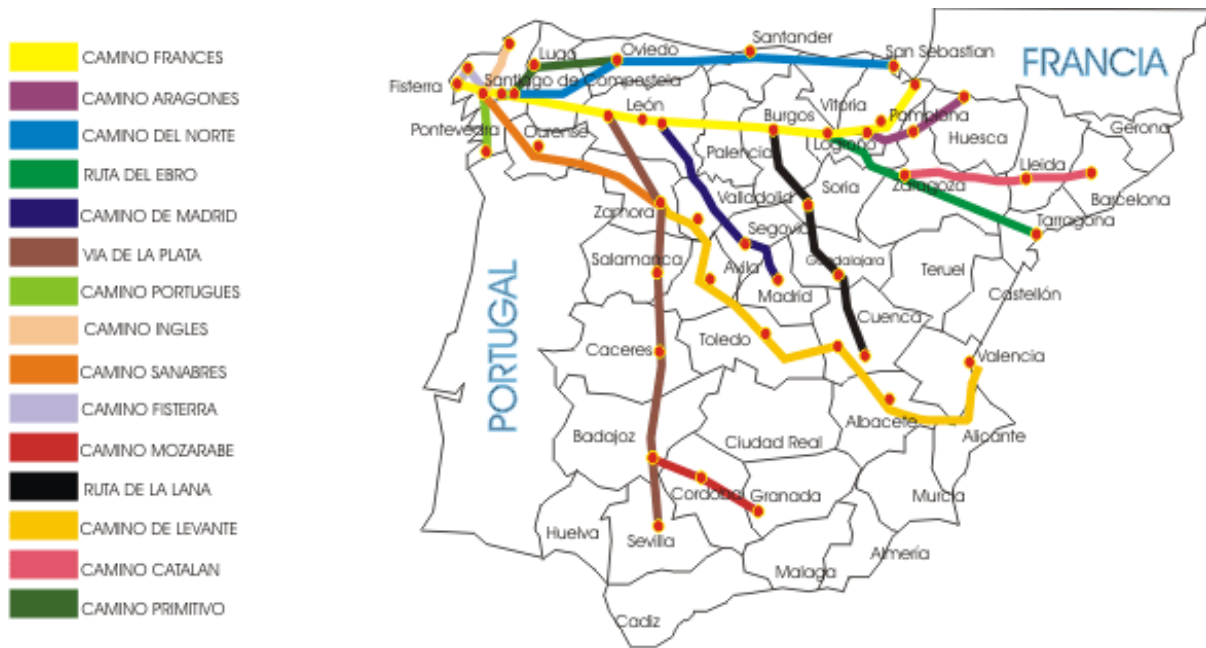 CAMINO FRANCES
CAMINO ARAGONES
CAMINO DEL NORTE
RUTA DEL EBRO
CAMINO DE MADRID
VIA DE LA PLATA
CAMINO PORTUGUES
CAMINO INGLES
CAMINO SANABRES
CAMINO FISTERRA
CAMINO MOZARABE
RUTA DE LA LANA
CAMINO DE LEVANTE
CAMINO CATALAN
CAMINO PRIMITIVO
Santander
Lugo
Oviedo
San Sebastian
FRANCIA
Fisterra
Santiago de Compostela
León
Burgos
Vitoria
Pamplona
Pontevedra
Ourense
Logroño
Huesca
Gerona
Palencia
Lleida
Soria
Zaragoza
Barcelona
Zamora
Valladolid
Tarragona
Segovia
Salamanca
Avila
Guadalajara
Teruel
Madrid
Castellón
PORTUGAL
Cuenca
Toledo
Caceres
Valencia
Albacete
Badajoz
Ciudad Real
Alicante
Cordoba
Granada
Murcia
Huelva
Sevilla
Almería
Malaga
Cadiz